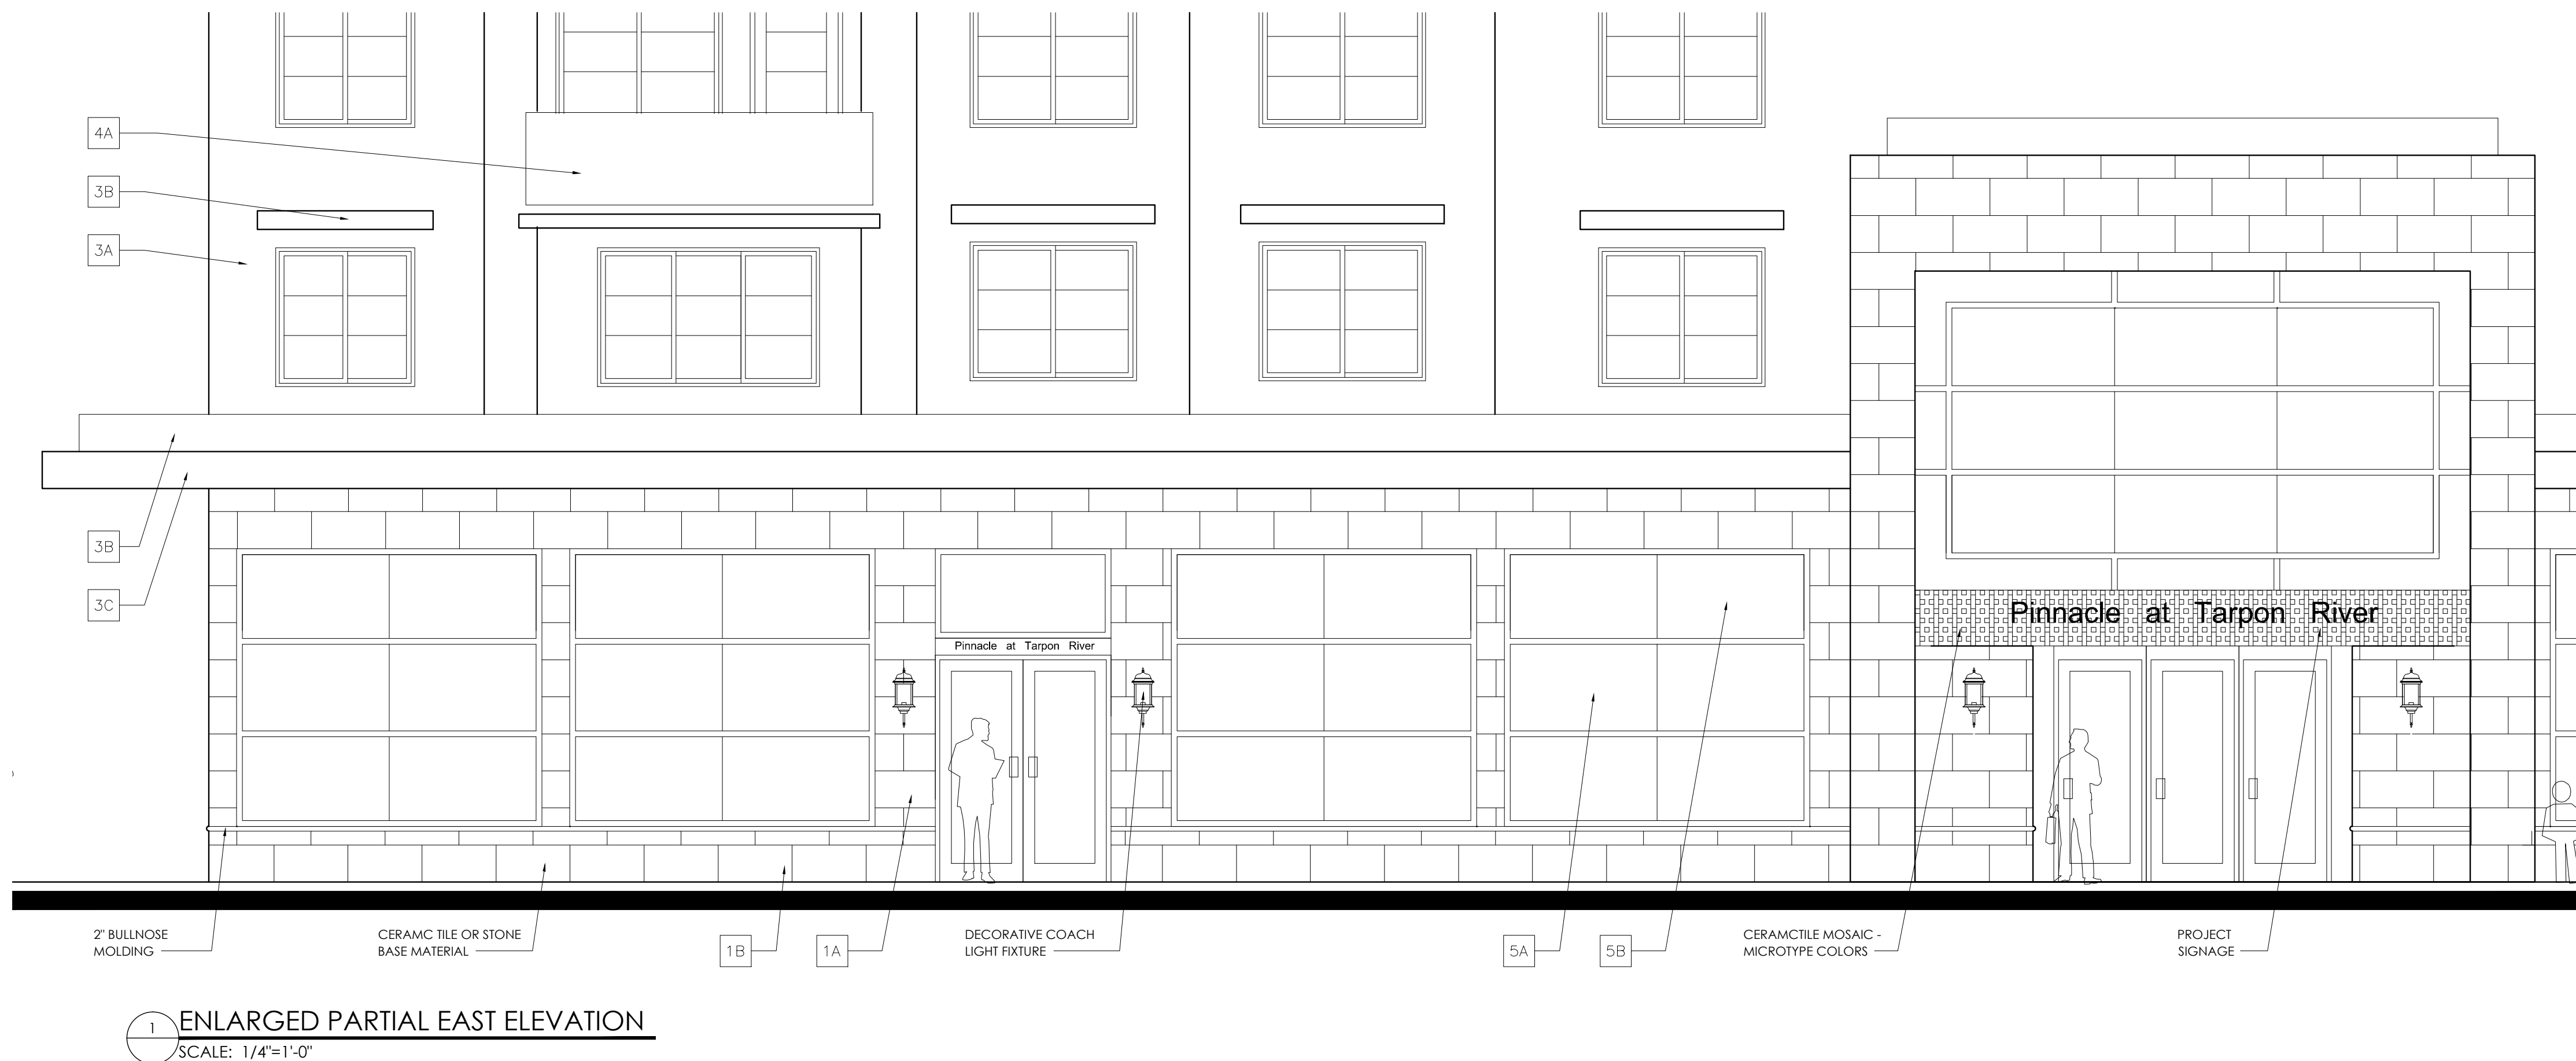 4A
3B
3A
3B
3C
Pinnacle at Tarpon River
Pinnacle at Tarpon River
2" BULLNOSE
MOLDING
CERAMC TILE OR STONE
BASE MATERIAL
1B
1A
DECORATIVE COACH
LIGHT FIXTURE
5A
5B
CERAMCTILE MOSAIC -
MICROTYPE COLORS
PROJECT
SIGNAGE
1
ENLARGED PARTIAL EAST ELEVATION
SCALE: 1/4"=1'-0"